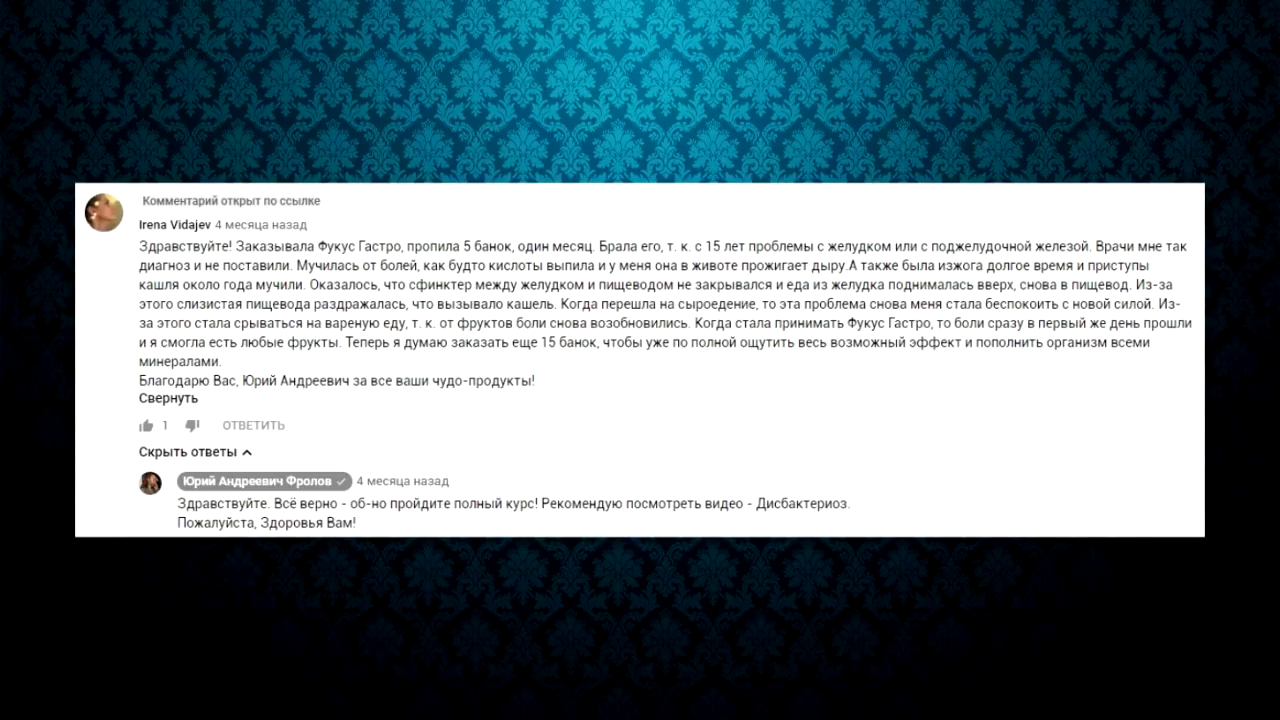 Комментарий открыт по ссылке
Irena Vidajev 4 месяца назад
Здравствуйте! Заказывала Фукус Гастро, пропила 5 банок, один месяц. Брала его, т. к. с 15 лет проблемы с желудком или с поджелудочной железой. Врачи мне так
диагноз и не поставили. Мучилась от болей, как будто кислоты выпила и у меня она в животе прожигает дыру.А также была изжога долгое время и приступы
кашля около года мучили. Оказалось, что сфинктер между желудком и пищеводом не закрывался и еда из желудка поднималась вверх, снова в пищевод. Из-за
этого слизистая пищевода раздражалась, что вызывало кашель. Когда перешла на сыроедение, то эта проблема снова меня стала беспокоить с новой силой. Из-
за этого стала срываться на вареную еду, т. к. от фруктов боли снова возобновились. Когда стала принимать Фукус Гастро, то боли сразу в первый же день прошли
и я смогла есть любые фрукты. Теперь я думаю заказать еще 15 банок, чтобы уже по полной ощутить весь возможный эффект и пополнить организм всеми
минералами.
Благодарю Вас, Юрий Андреевич за все ваши чудо-продукты!
Свернуть
1 ОТВЕТИТЬ
Скрыть ответы
Юрий Андреевич Фролов 4 месяца назад
Здравствуйте. Всё верно - об-но пройдите полный курс! Рекомендую посмотреть видео - Дисбактериоз.
Пожалуйста, Здоровья Вам!